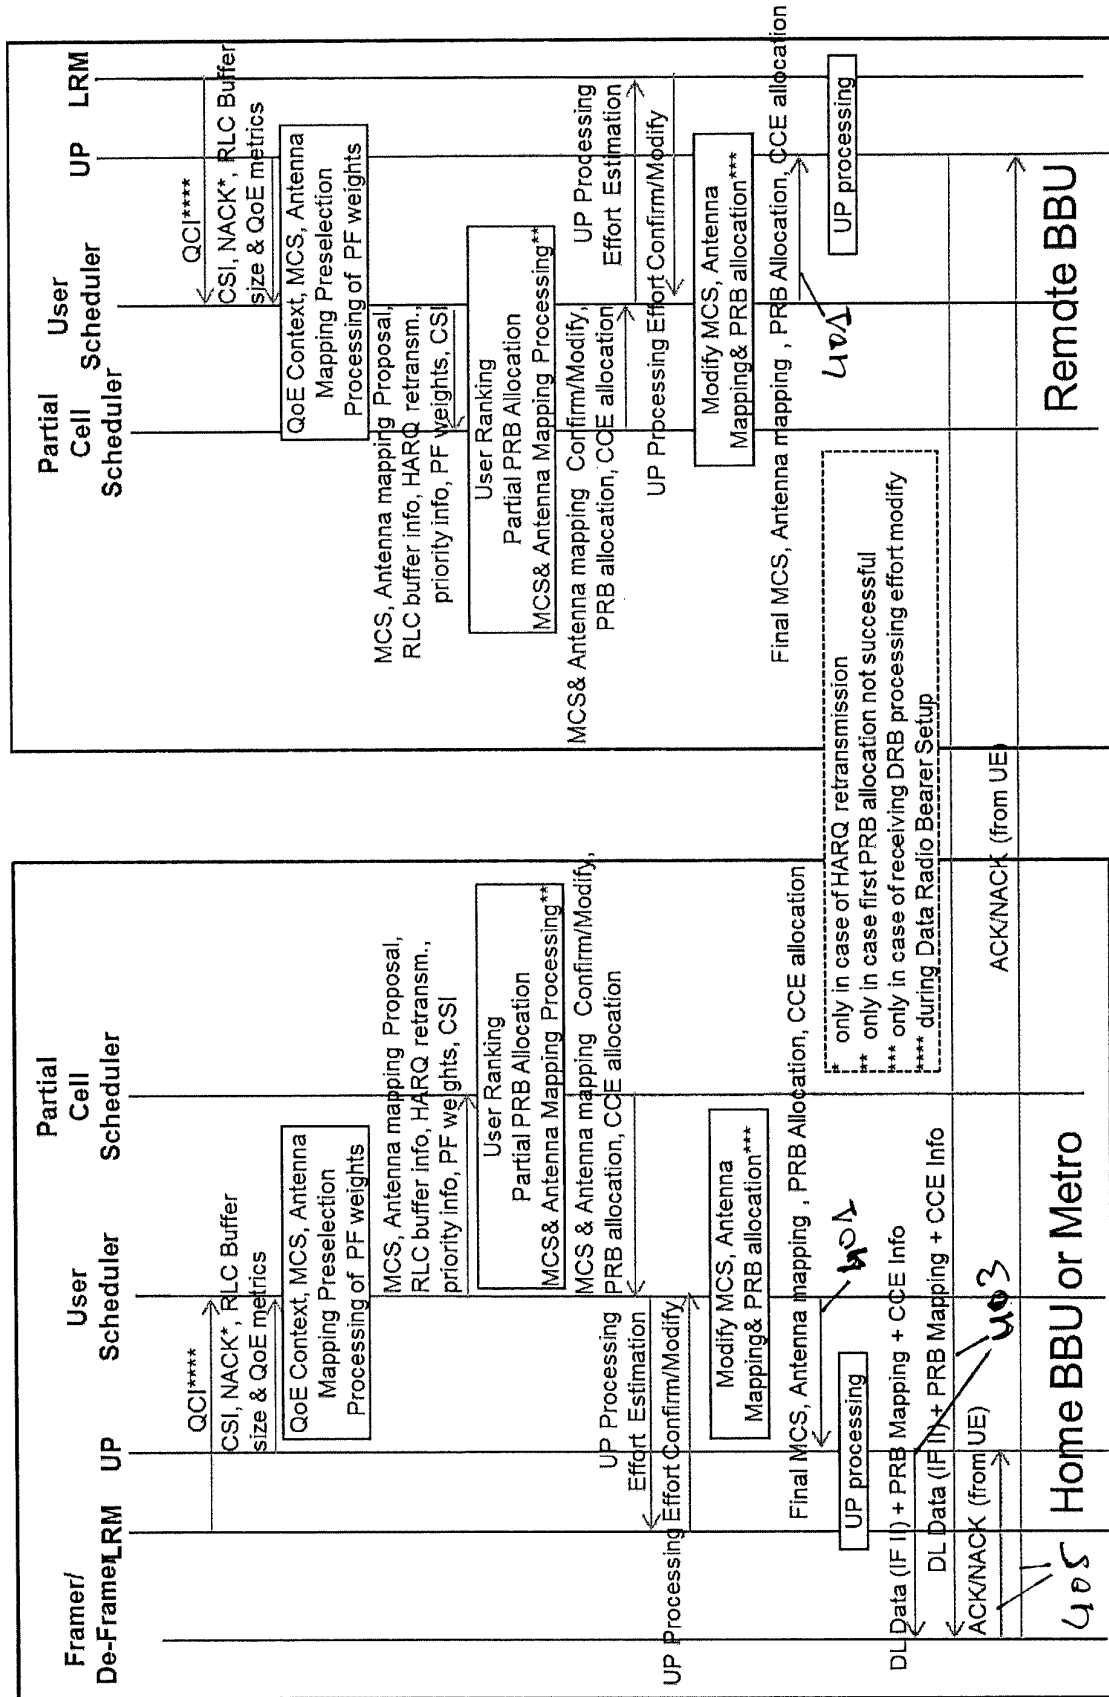 Framer/
De-Framer
LRM
UP
User
Scheduler
Partial
Cell
Scheduler
QCI****
CSI, NACK*, RLC Buffer
size & QoE metrics
QoE Context, MCS, Antenna
Mapping Preselection
Processing of PF weights
MCS, Antenna mapping Proposal,
RLC buffer info, HARQ retransm.,
priority info, PF weights, CSI
User Ranking
Partial PRB Allocation
MCS& Antenna Mapping Processing**
MCS & Antenna mapping Confirm/Modify,
PRB allocation, CCE allocation
UP Processing
Effort Estimation
UP Processing Effort Confirm/Modify
Modify MCS, Antenna
Mapping& PRB allocation***
Final MCS, Antenna mapping , PRB Allocation, CCE allocation
UP processing
DL Data (IF II) + PRB Mapping + CCE Info
DL Data (IF II) + PRB Mapping + CCE Info
403
ACK/NACK (from UE)
405
Home BBU or Metro
Partial
Cell
Scheduler
User
Scheduler
UP
LRM
QCI****
CSI, NACK*, RLC Buffer
size & QoE metrics
QoE Context, MCS, Antenna
Mapping Preselection
Processing of PF weights
MCS, Antenna mapping Proposal,
RLC buffer info, HARQ retransm.,
priority info, PF weights, CSI
User Ranking
Partial PRB Allocation
MCS& Antenna Mapping Processing**
MCS& Antenna mapping Confirm/Modify,
PRB allocation, CCE allocation
UP Processing
Effort Estimation
UP Processing Effort Confirm/Modify
Modify MCS, Antenna
Mapping& PRB allocation***
Final MCS, Antenna mapping , PRB Allocation, CCE allocation
UP processing
* only in case of HARQ retransmission
** only in case first PRB allocation not successful
*** only in case of receiving DRB processing effort modify
**** during Data Radio Bearer Setup
ACK/NACK (from UE)
Remote BBU